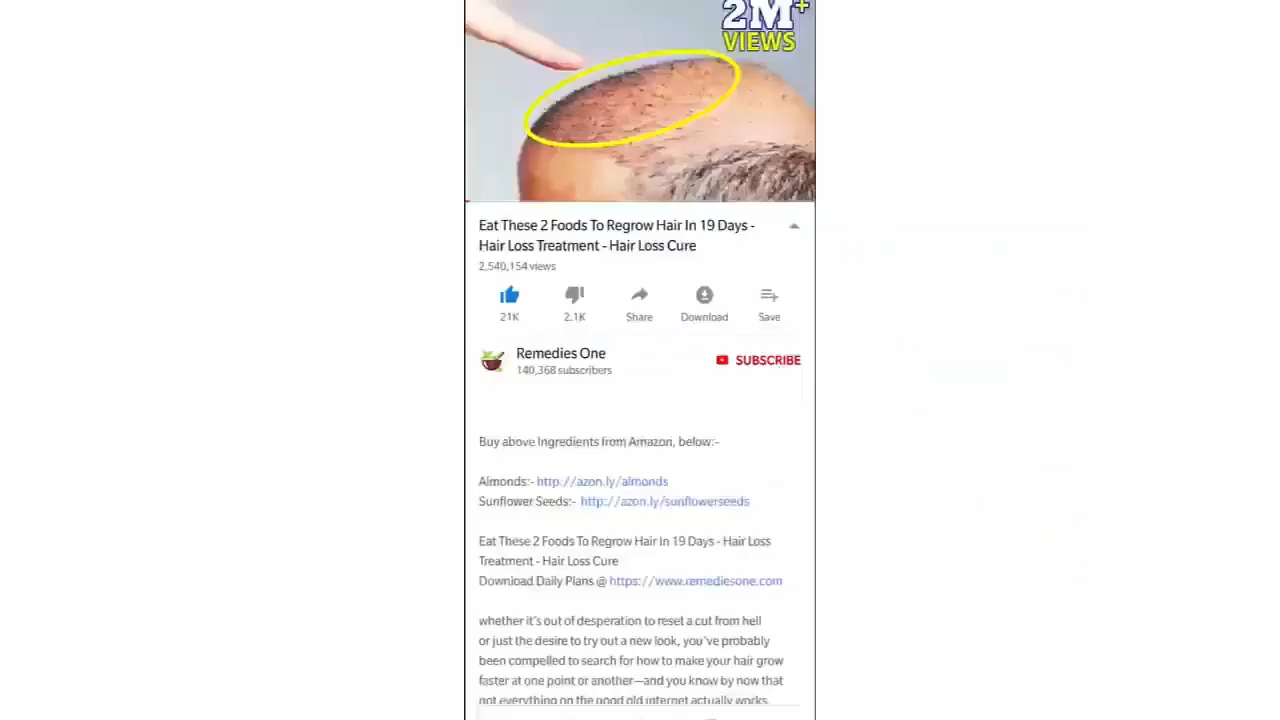 2M+
VIEWS
Eat These 2 Foods To Regrow Hair In 19 Days -
Hair Loss Treatment - Hair Loss Cure
2,540,154 views
21K
2.1K
Share
Download
Save
Remedies One
140,368 subscribers
SUBSCRIBE
Buy above Ingredients from Amazon, below:-
Almonds:- http://azon.ly/almonds
Sunflower Seeds:- http://azon.ly/sunflowerseeds
Eat These 2 Foods To Regrow Hair In 19 Days - Hair Loss
Treatment - Hair Loss Cure
Download Daily Plans @ https://www.remediesone.com
whether it's out of desperation to reset a cut from hell
or just the desire to try out a new look, you've probably
been compelled to search for how to make your hair grow
faster at one point or another—and you know by now that
not everything on the good old internet actually works.